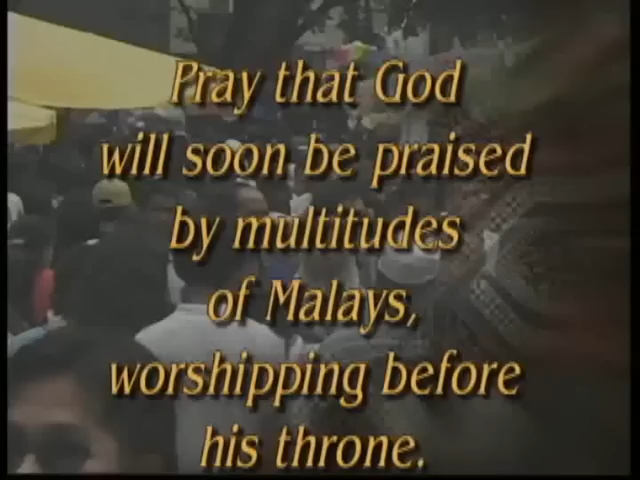 Pray that God
will soon be praised
by multitudes
of Malays,
worshipping before
his throne.